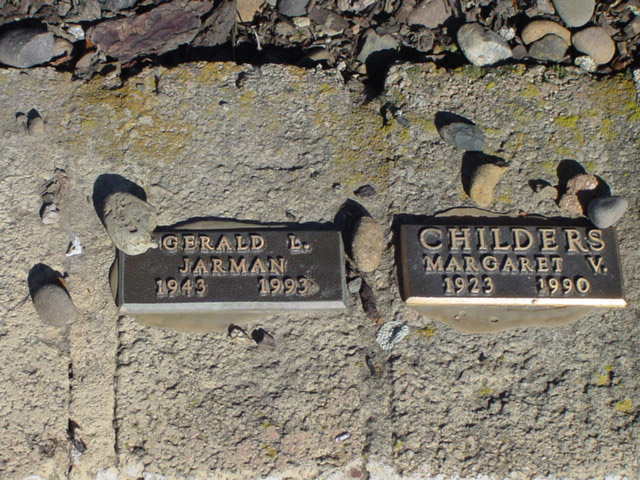 GERALD L.
JARMAN
1943 1993
CHILDERS
MARGARET V.
1923 1990